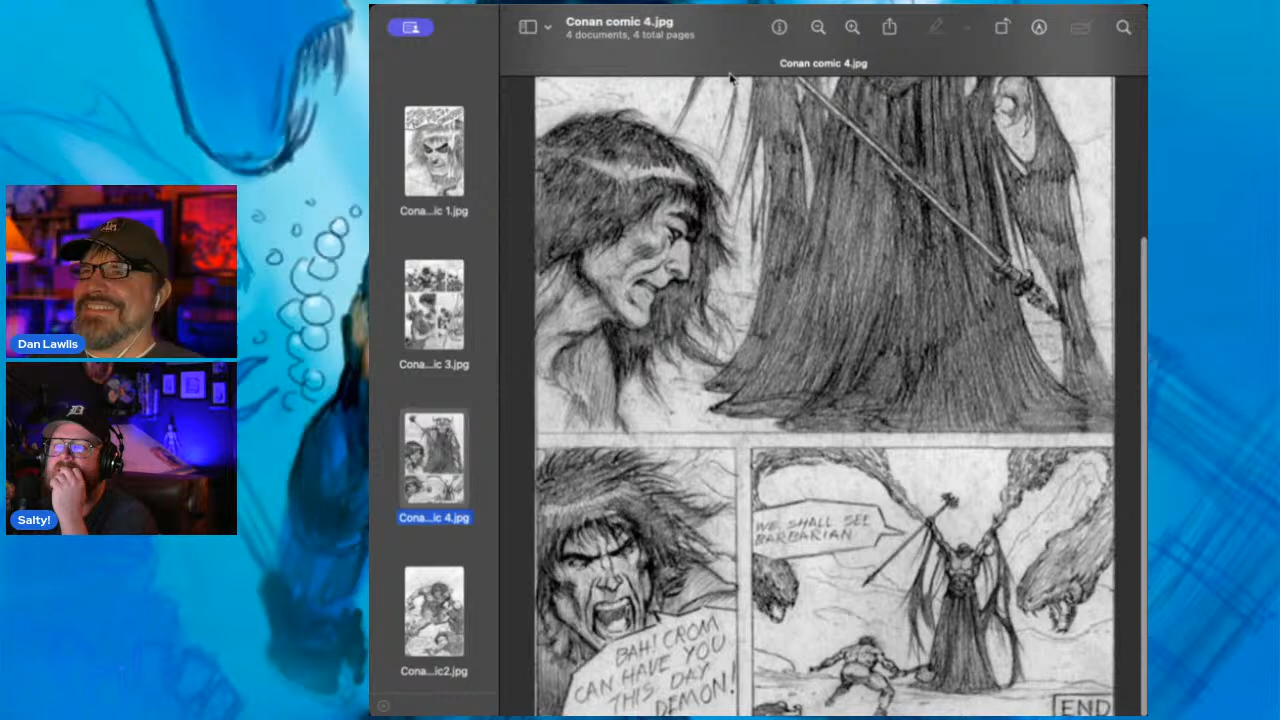 Conan comic 4.jpg
4 documents, 4 total pages
Conan comic 4.jpg
Cona...ic 1.jpg
Cona...ic 3.jpg
Cona...ic 4.jpg
Cona...ic2.jpg
Dan Lawlis
Salty!
WE SHALL SEE
BARBARIAN
BAH! CROM
CAN HAVE YOU
THIS DAY
DEMON!
END